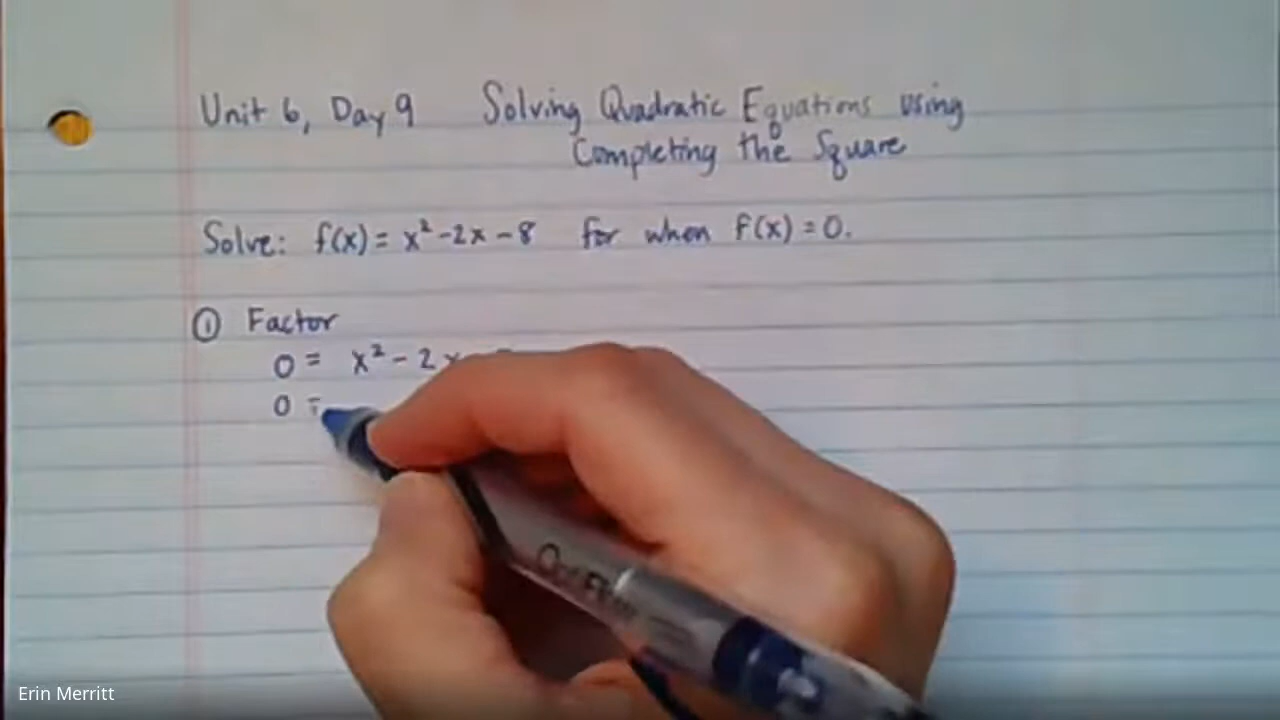 Unit 6, Day 9 Solving Quadratic Equations using
Completing the Square
Solve: f(x) = x² - 2x - 8 for when f(x) = 0.
① Factor
0 = x² - 2x
0 =
Erin Merritt